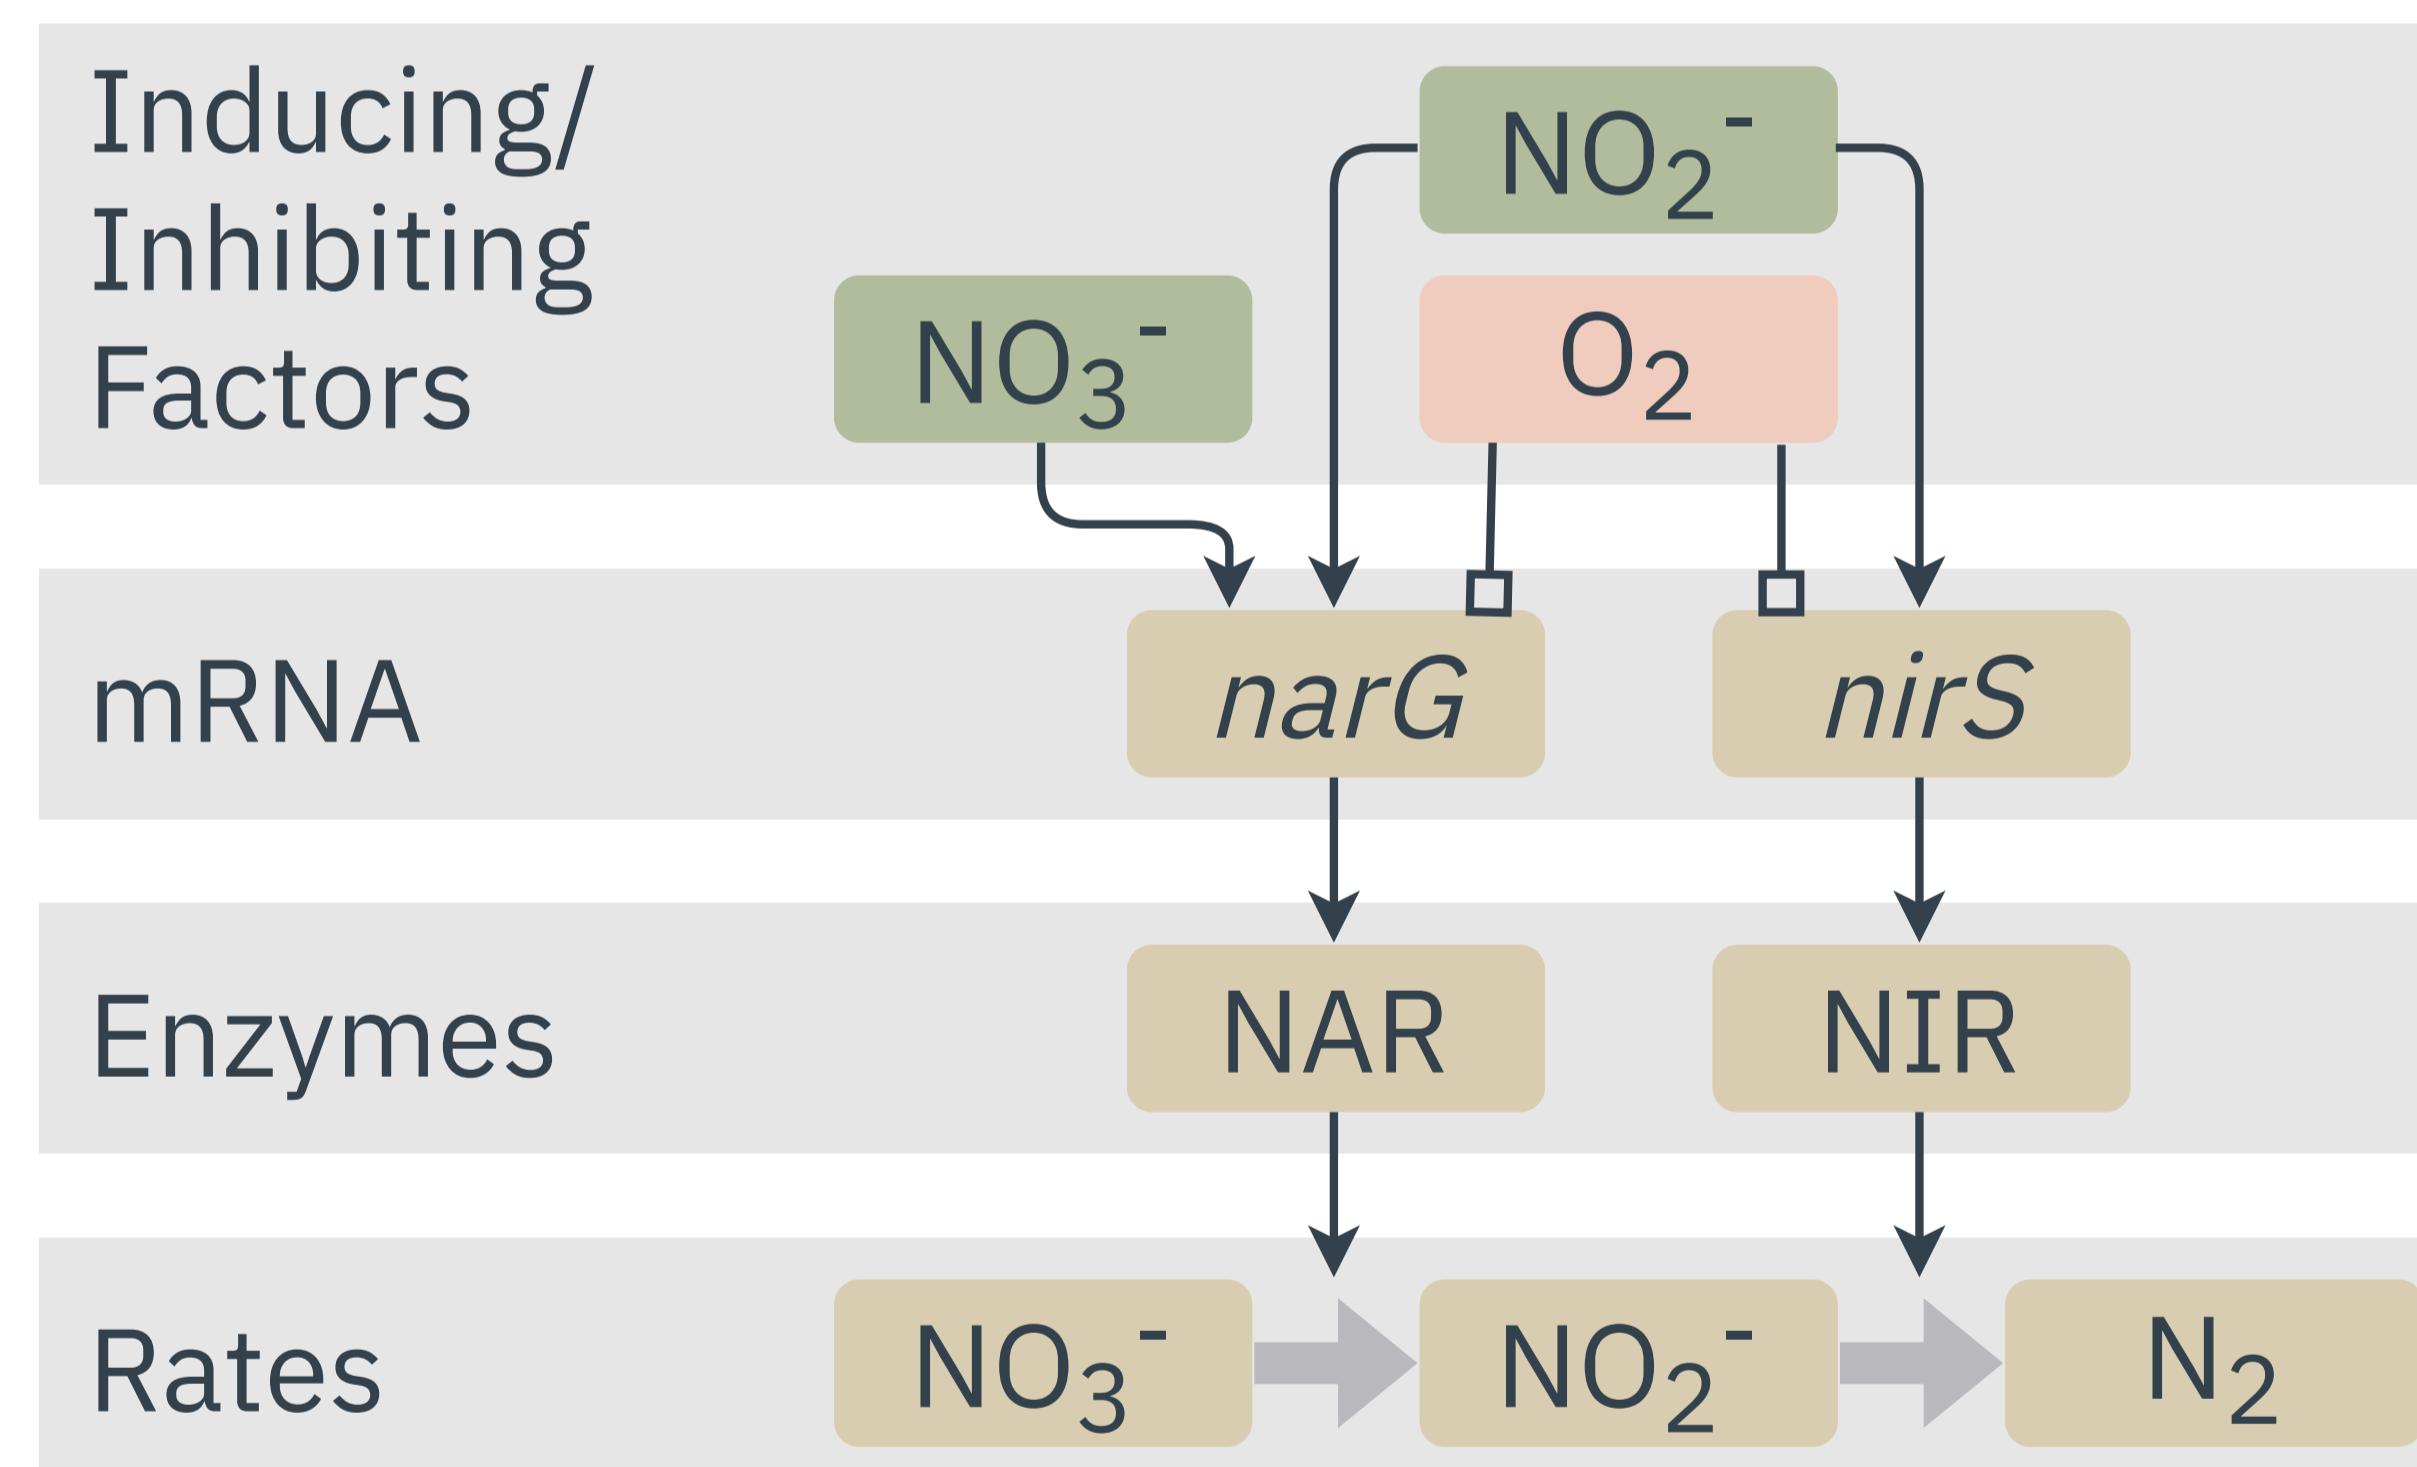 Inducing/
Inhibiting
Factors
NO₂⁻
NO₃⁻
O₂
mRNA
narG
nirS
Enzymes
NAR
NIR
Rates
NO₃⁻
NO₂⁻
N₂